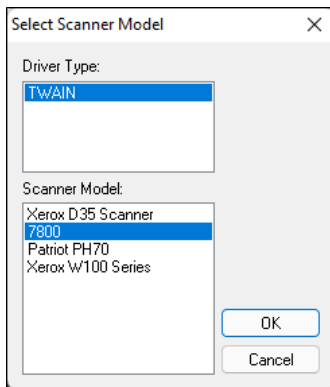 Select Scanner Model
Driver Type:
TWAIN
Scanner Model:
Xerox D35 Scanner
7800
Patriot PH70
Xerox W100 Series
OK
Cancel